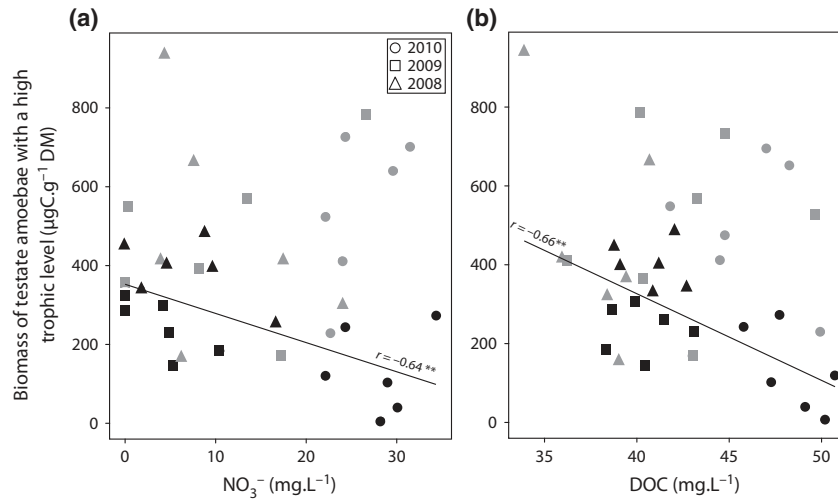 (a)
(b)
Biomass of testate amoebae with a high
trophic level (µgC.g⁻¹ DM)
800
600
400
200
0
2010
2009
2008
r = −0.64 **
0
10
20
30
NO₃⁻ (mg.L⁻¹)
800
600
400
200
0
r = −0.66**
35
40
45
50
DOC (mg.L⁻¹)